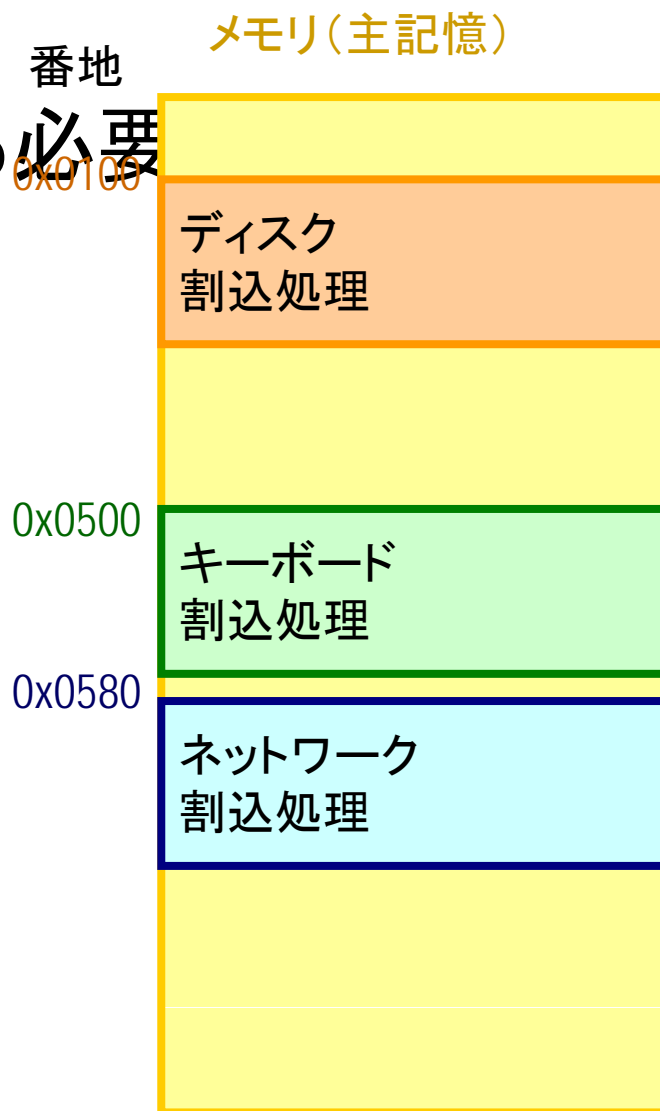 メモリ（主記憶）
番地
必要
0x0100
ディスク
割込処理
0x0500
キーボード
割込処理
0x0580
ネットワーク
割込処理